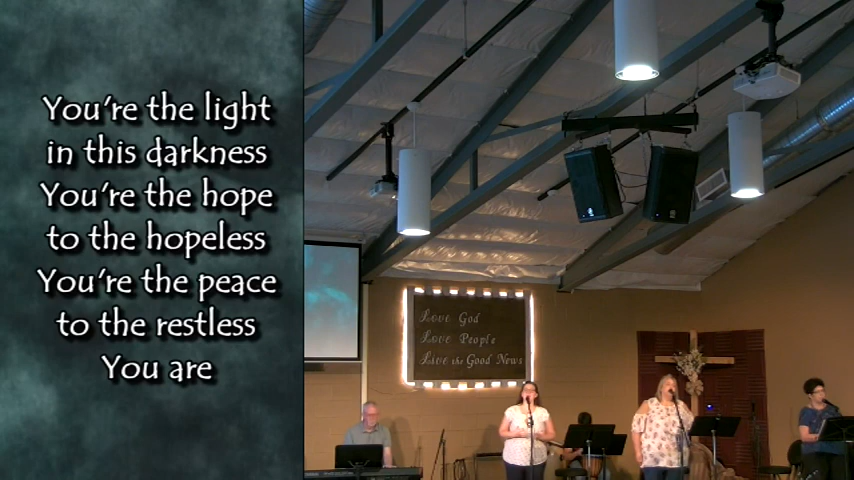 You're the light
in this darkness
You're the hope
to the hopeless
You're the peace
to the restless
You are
Love God
Love People
Live the Good News